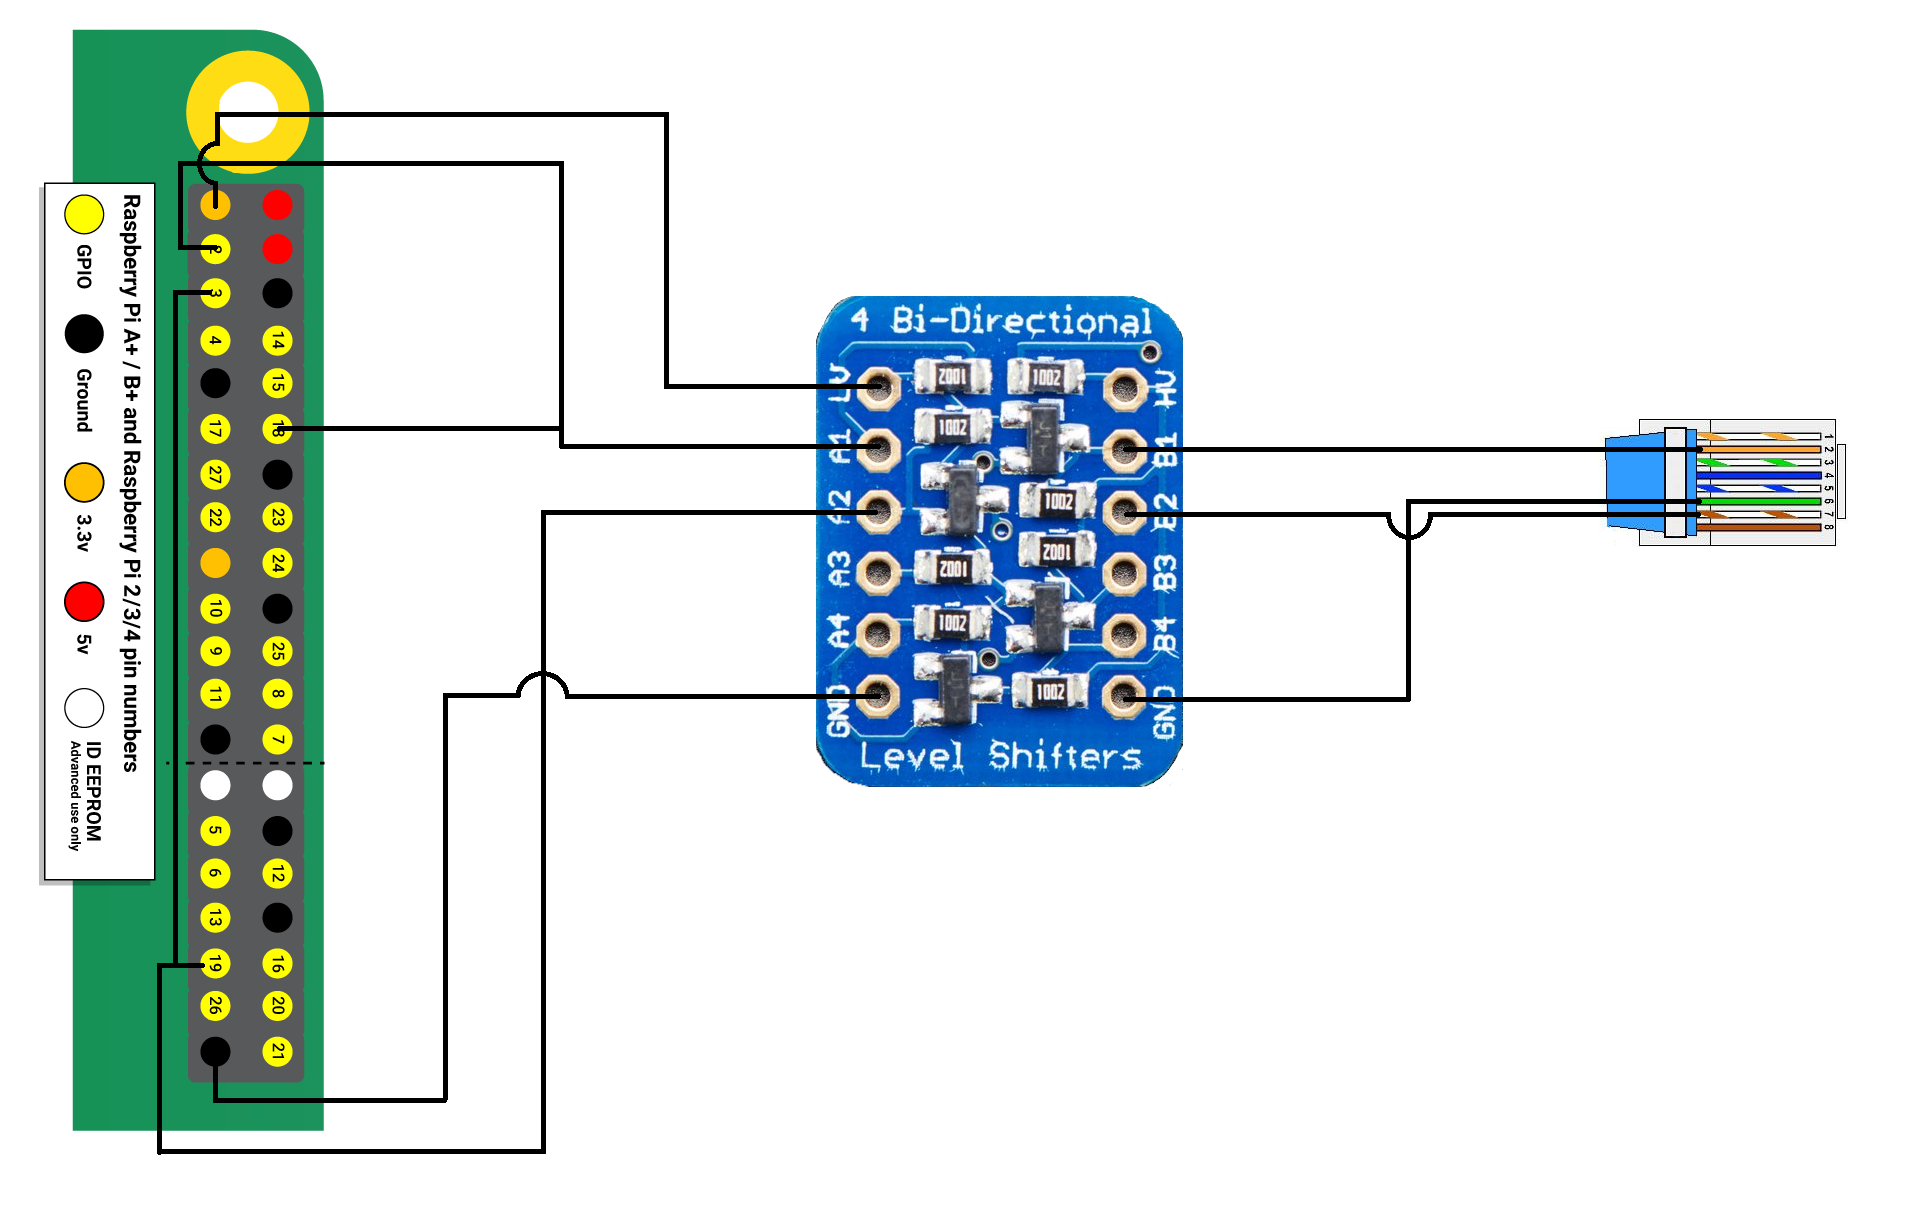 Raspberry Pi A+ / B+ and Raspberry Pi 2/3/4 pin numbers
GPIO
Ground
3.3v
5v
ID EEPROM
Advanced use only
2
3
4 14
15
17 18
27
22 23
24
10
9 25
11 8
7
5
6 12
13
19 16
26 20
21
4 Bi-Directional
LV HV
A1 B1
A2 B2
A3 B3
A4 B4
GND GND
1002 1002
1002
1002
1002
1002
1002
1002
Level Shifters
1
2
3
4
5
6
7
8